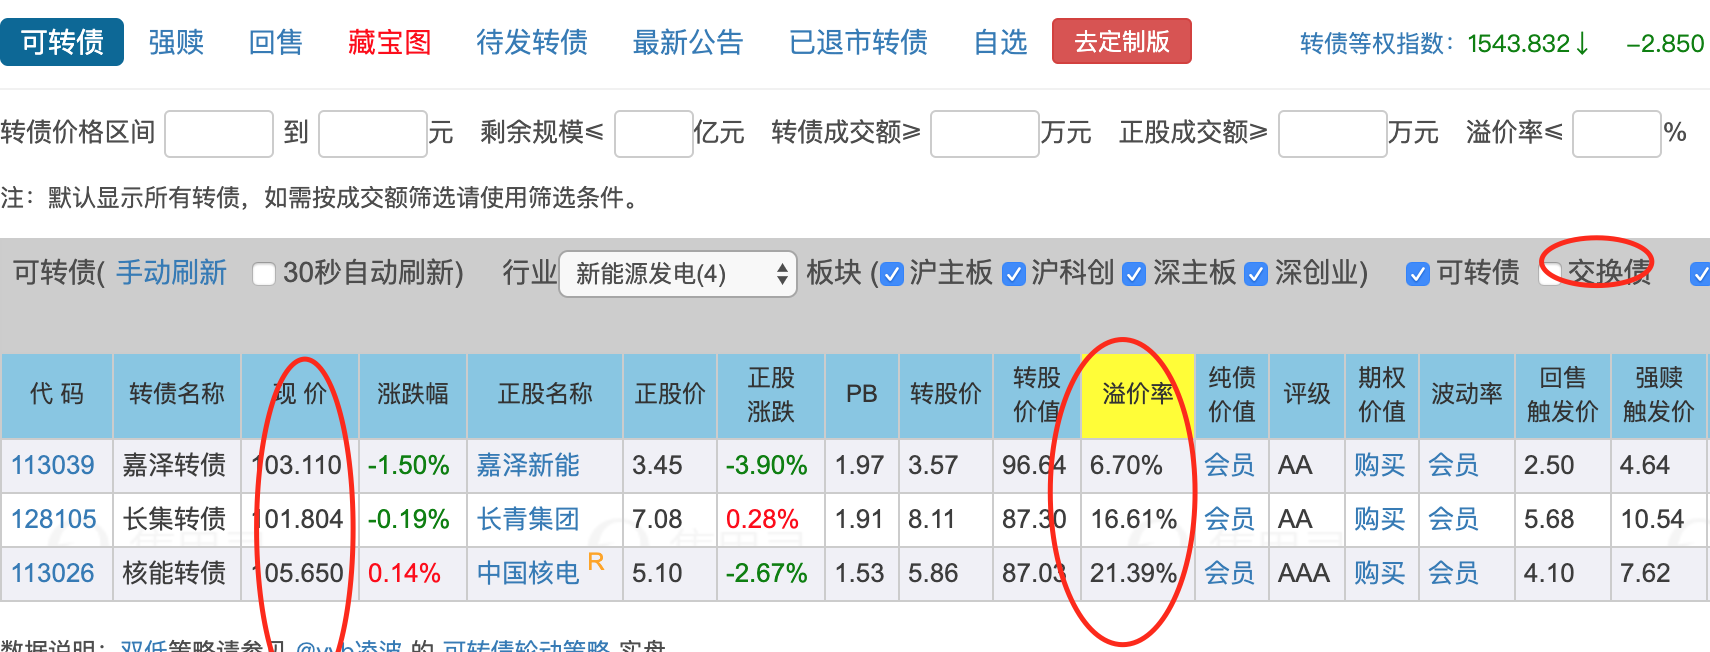 可转债 强赎 回售 藏宝图 待发转债 最新公告 已退市转债 自选 去定制版 转债等权指数： 1543.832↓ -2.850
转债价格区间 到 元 剩余规模≤ 亿元 转债成交额≥ 万元 正股成交额≥ 万元 溢价率≤ %
注：默认显示所有转债，如需按成交额筛选请使用筛选条件。
可转债( 手动刷新 30秒自动刷新) 行业 新能源发电(4) 板块 (沪主板 沪科创 深主板 深创业) 可转债 交换债
代 码 转债名称 现 价 涨跌幅 正股名称 正股价 正股涨跌 PB 转股价 转股价值 溢价率 纯债价值 评级 期权价值 波动率 回售触发价 强赎触发价
113039 嘉泽转债 103.110 -1.50% 嘉泽新能 3.45 -3.90% 1.97 3.57 96.64 6.70% 会员 AA 购买 会员 2.50 4.64
128105 长集转债 101.804 -0.19% 长青集团 7.08 0.28% 1.91 8.11 87.30 16.61% 会员 AA 购买 会员 5.68 10.54
113026 核能转债 105.650 0.14% 中国核电 R 5.10 -2.67% 1.53 5.86 87.03 21.39% 会员 AAA 购买 会员 4.10 7.62
数据说明：双低策略请参见 @yyb凌波 的 可转债轮动策略 实盘